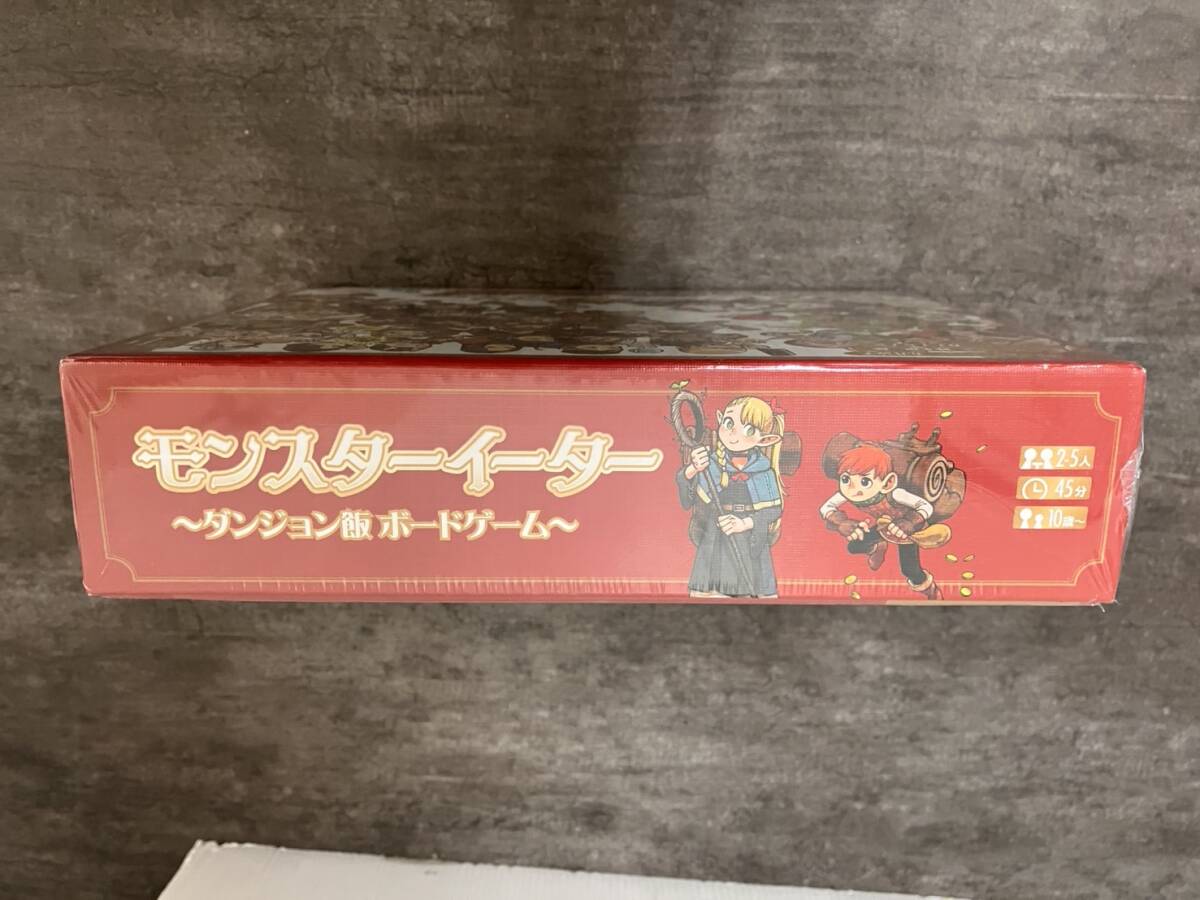 モンスターイーター
〜ダンジョン飯 ボードゲーム〜
2-5人
45分
10歳〜